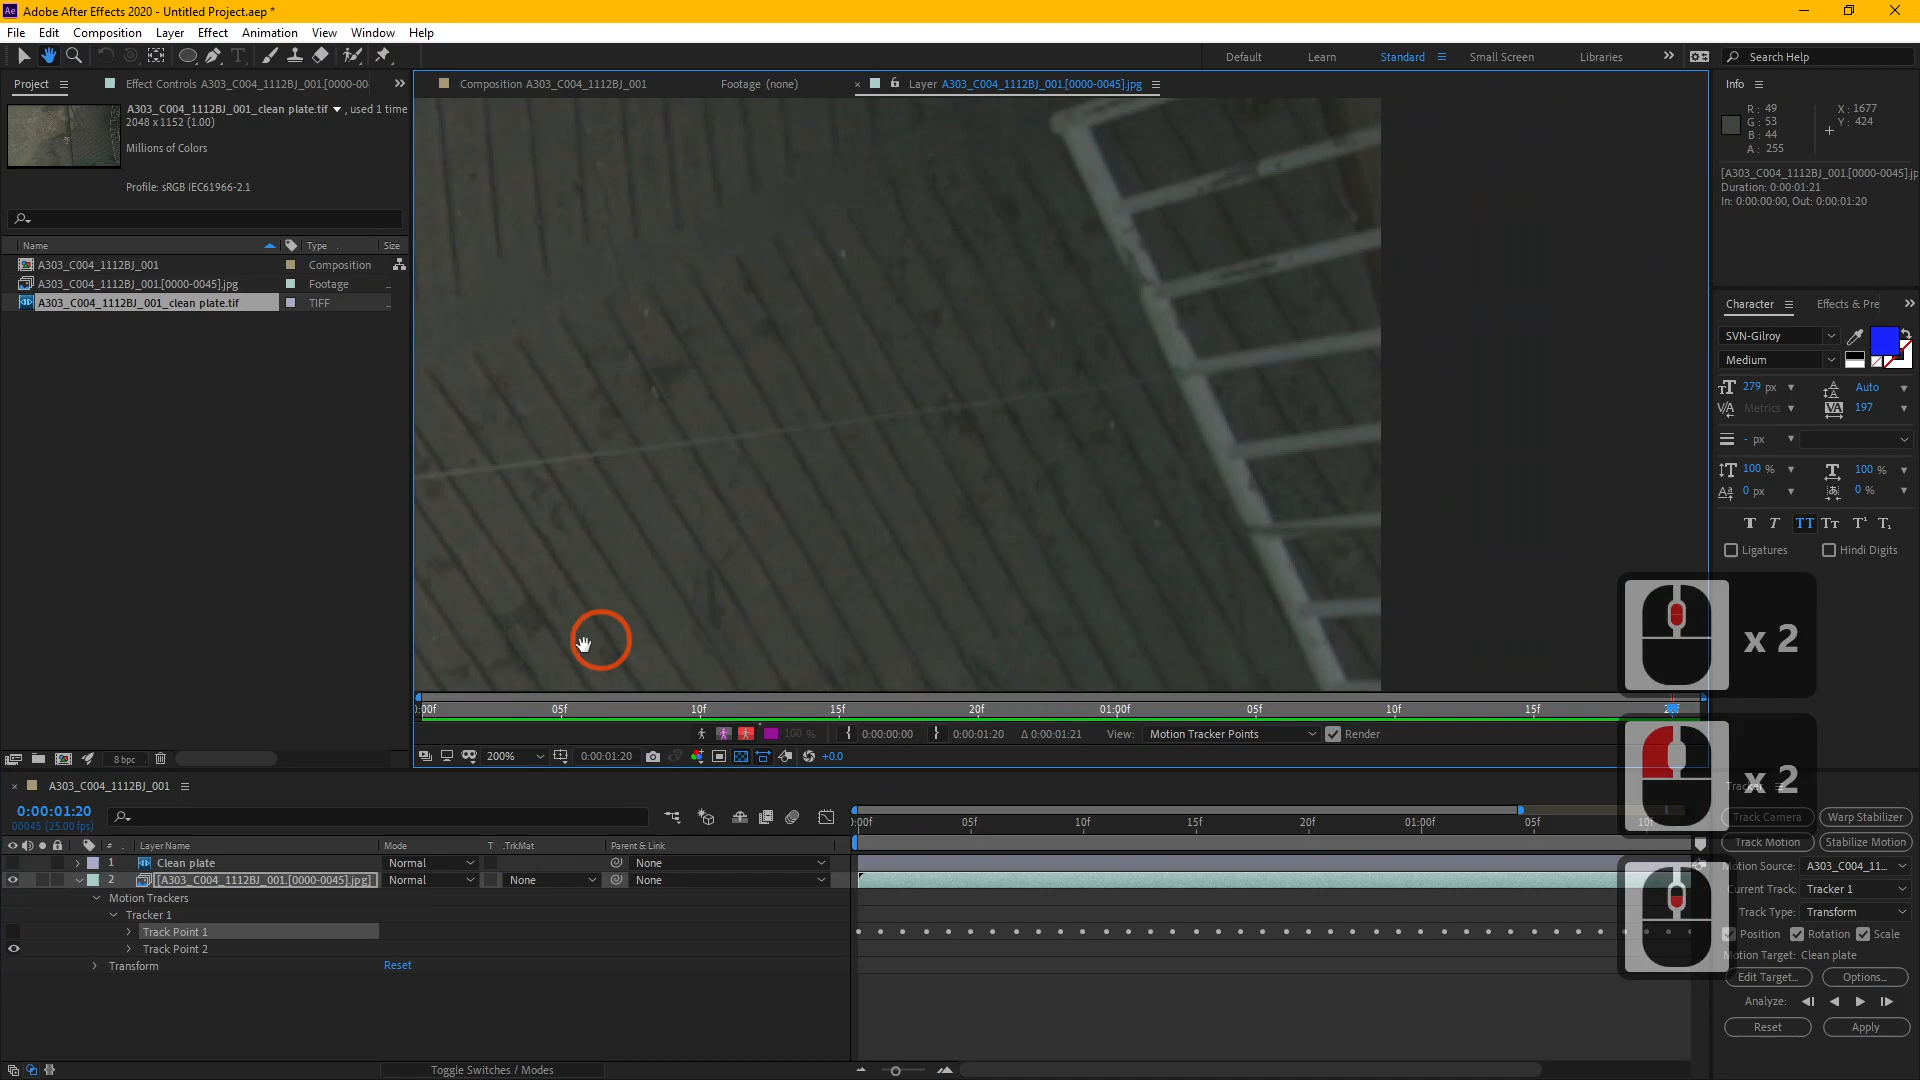 Adobe After Effects 2020 - Untitled Project.aep *
File Edit Composition Layer Effect Animation View Window Help
Default Learn Standard Small Screen Libraries Search Help
Project Effect Controls A303_C004_1112BJ_001.[0000-00
Composition A303_C004_1112BJ_001 Footage (none) Layer A303_C004_1112BJ_001.[0000-0045].jpg
Info
A303_C004_1112BJ_001_clean plate.tif , used 1 time
2048 x 1152 (1.00)
Millions of Colors
Profile: sRGB IEC61966-2.1
R : 49
G : 53
B : 44
A : 255
X : 1677
Y : 424
[A303_C004_1112BJ_001.[0000-0045].jp
Duration: 0:00:01:21
In: 0:00:00:00, Out: 0:00:01:20
Name Type Size
A303_C004_1112BJ_001 Composition
A303_C004_1112BJ_001.[0000-0045].jpg Footage
A303_C004_1112BJ_001_clean plate.tif TIFF
Character Effects & Pre
SVN-Gilroy
Medium
279 px Auto
Metrics 197
- px
100 % 100 %
0 px 0 %
T T TT Tт T¹ T₁
Ligatures Hindi Digits
x 2
x 2
:00f 05f 10f 15f 20f 01:00f 05f 10f 15f
100 % 0:00:00:00 0:00:01:20 Δ 0:00:01:21 View: Motion Tracker Points Render
8 bpc 200% 0:00:01:20 +0.0
A303_C004_1112BJ_001
0:00:01:20
00045 (25.00 fps)
):00f 05f 10f 15f 20f 01:00f 05f 10f
# Layer Name Mode T .TrkMat Parent & Link
1 Clean plate Normal None
2 [A303_C004_1112BJ_001.[0000-0045].jpg] Normal None None
Motion Trackers
Tracker 1
Track Point 1
Track Point 2
Transform Reset
Toggle Switches / Modes
Track Camera Warp Stabilizer
Track Motion Stabilize Motion
Motion Source: A303_C004_11...
Current Track: Tracker 1
Track Type: Transform
Position Rotation Scale
Motion Target: Clean plate
Edit Target... Options...
Analyze:
Reset Apply